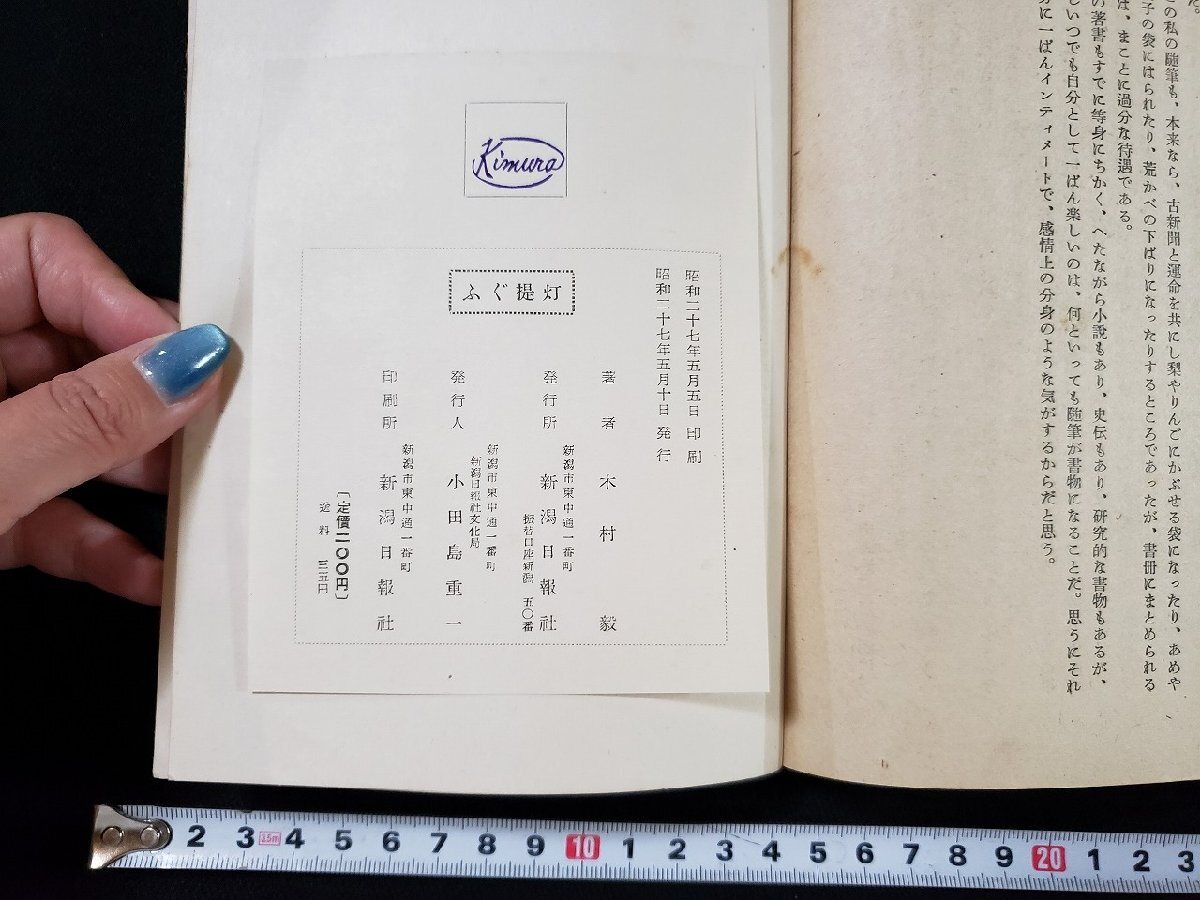 た。
の私の随筆も、本来なら、古新聞と運命を共にし梨やりんごにかぶせる袋になったり、あめや
子の袋にはられたり、荒かべの下ばりになったりするところであったが、書冊にまとめられる
は、まことに過分な待遇である。
の著書もすでに等身にちかく、へたながら小説もあり、史伝もあり、研究的な書物もあるが、
しいつでも自分として一ばん楽しいのは、何といっても随筆が書物になることだ。思うにそれ
に一ばんインティメートで、感情上の分身のような気がするからだと思う。
Kimura
ふぐ提灯
昭和二十七年五月五日 印刷
昭和二十七年五月十日 発行
著者 木村毅
新潟市東中通一番町
発行所 新潟日報社
振替口座新潟 五〇番
新潟市東中通一番町
新潟日報社文化局
発行人 小田島重一
新潟市東中通一番町
印刷所 新潟日報社
〔定價二〇〇円〕
送料 三五円
2 3 15m 4 5 6 7 8 9 10 1 2 3 4 5 6 7 8 9 20 1 2 3